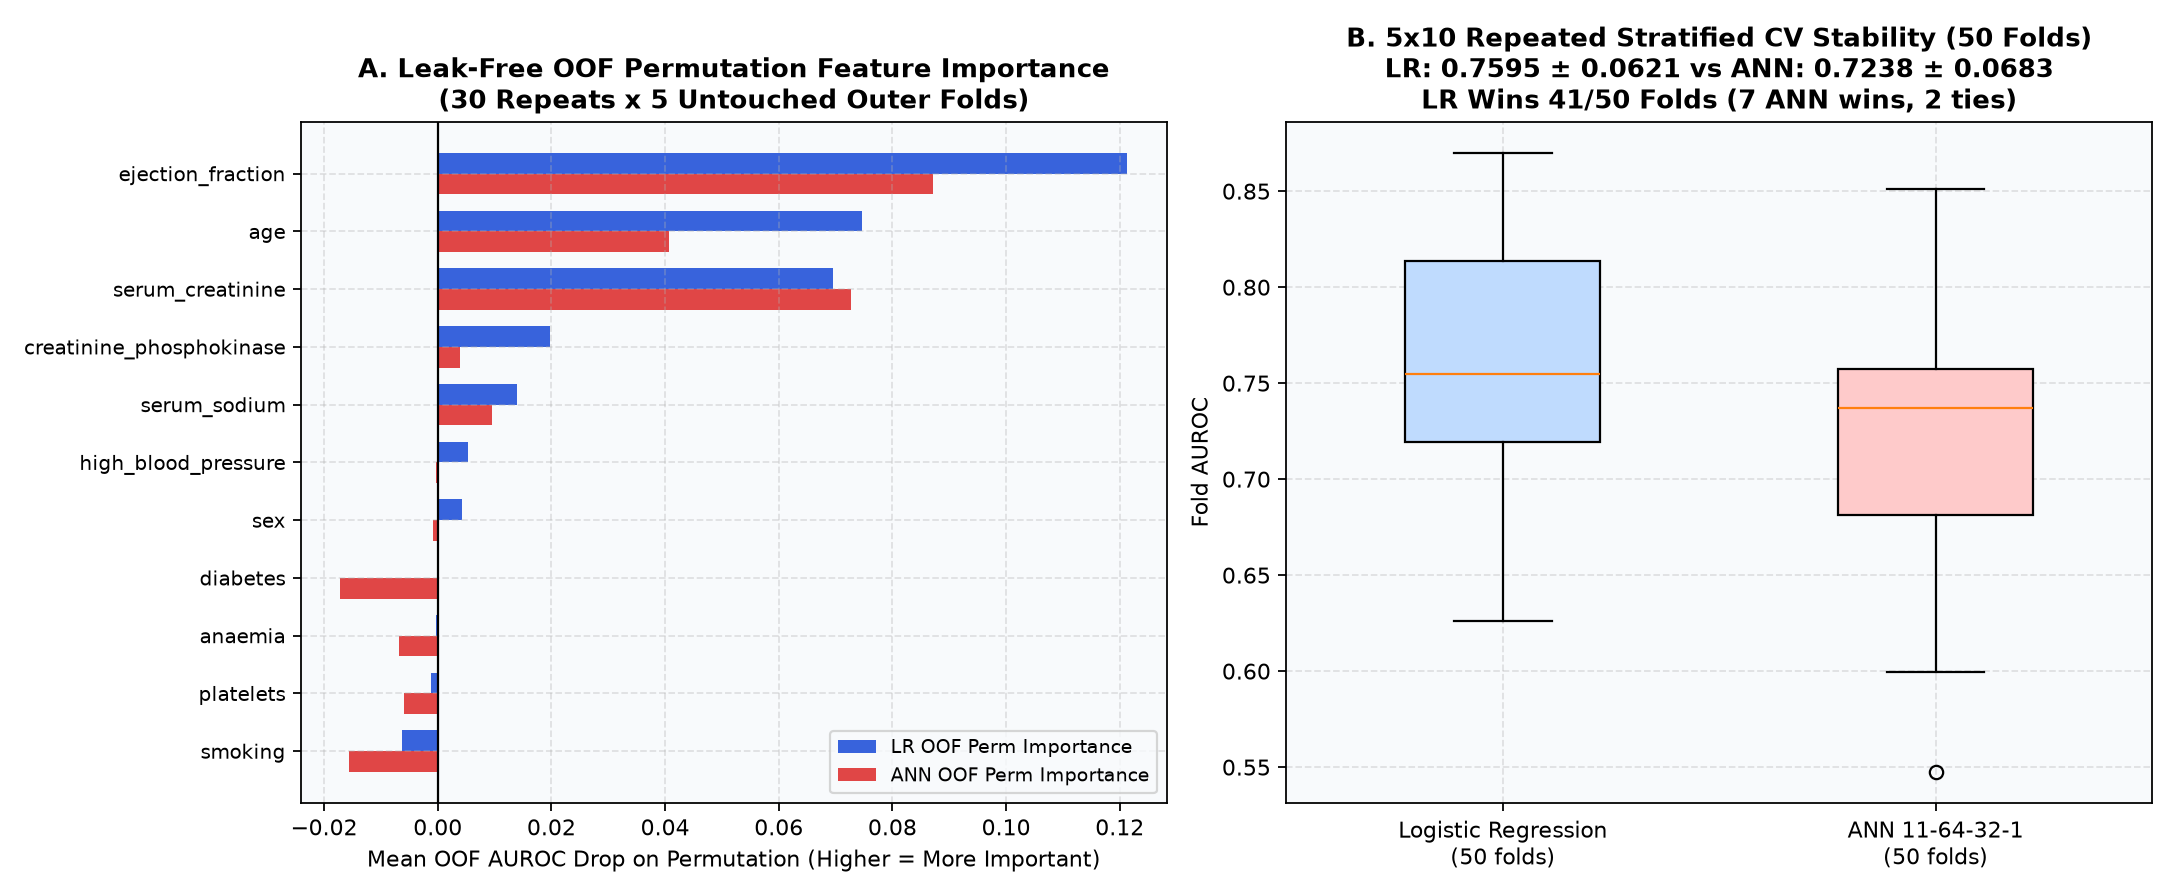 A. Leak-Free OOF Permutation Feature Importance
(30 Repeats x 5 Untouched Outer Folds)
ejection_fraction
age
serum_creatinine
creatinine_phosphokinase
serum_sodium
high_blood_pressure
sex
diabetes
anaemia
platelets
smoking
LR OOF Perm Importance
ANN OOF Perm Importance
−0.02 0.00 0.02 0.04 0.06 0.08 0.10 0.12
Mean OOF AUROC Drop on Permutation (Higher = More Important)
B. 5x10 Repeated Stratified CV Stability (50 Folds)
LR: 0.7595 ± 0.0621 vs ANN: 0.7238 ± 0.0683
LR Wins 41/50 Folds (7 ANN wins, 2 ties)
Fold AUROC
0.85
0.80
0.75
0.70
0.65
0.60
0.55
Logistic Regression
(50 folds)
ANN 11-64-32-1
(50 folds)